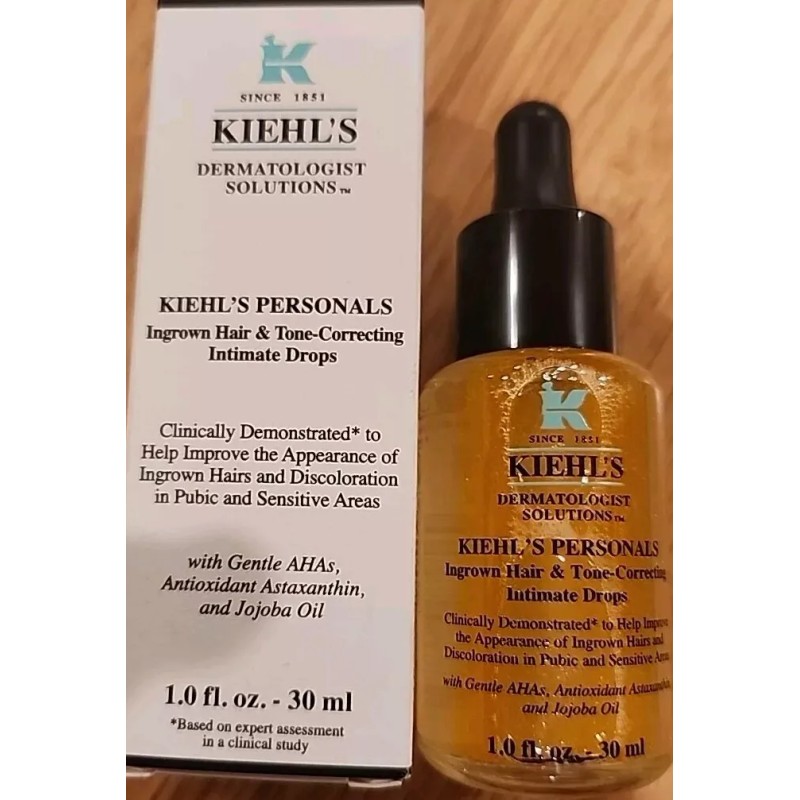 K
SINCE 1851
KIEHL'S
DERMATOLOGIST
SOLUTIONS™
KIEHL'S PERSONALS
Ingrown Hair & Tone-Correcting
Intimate Drops
Clinically Demonstrated* to
Help Improve the Appearance of
Ingrown Hairs and Discoloration
in Pubic and Sensitive Areas
with Gentle AHAs,
Antioxidant Astaxanthin,
and Jojoba Oil
1.0 fl. oz. - 30 ml
*Based on expert assessment
in a clinical study
K
SINCE 1851
KIEHL'S
DERMATOLOGIST
SOLUTIONS™
KIEHL'S PERSONALS
Ingrown Hair & Tone-Correcting
Intimate Drops
Clinically Demonstrated* to Help Improve
the Appearance of Ingrown Hairs and
Discoloration in Pubic and Sensitive Areas
with Gentle AHAs, Antioxidant Astaxanthin,
and Jojoba Oil
1.0 fl. oz. - 30 ml